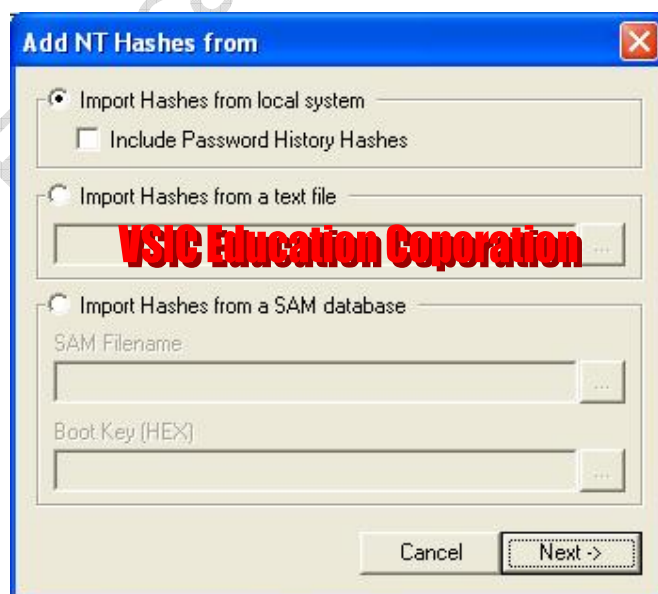 Add NT Hashes from
Import Hashes from local system
Include Password History Hashes
Import Hashes from a text file
VSIC Education Coporation
...
Import Hashes from a SAM database
SAM Filename
...
Boot Key (HEX)
...
Cancel
Next ->